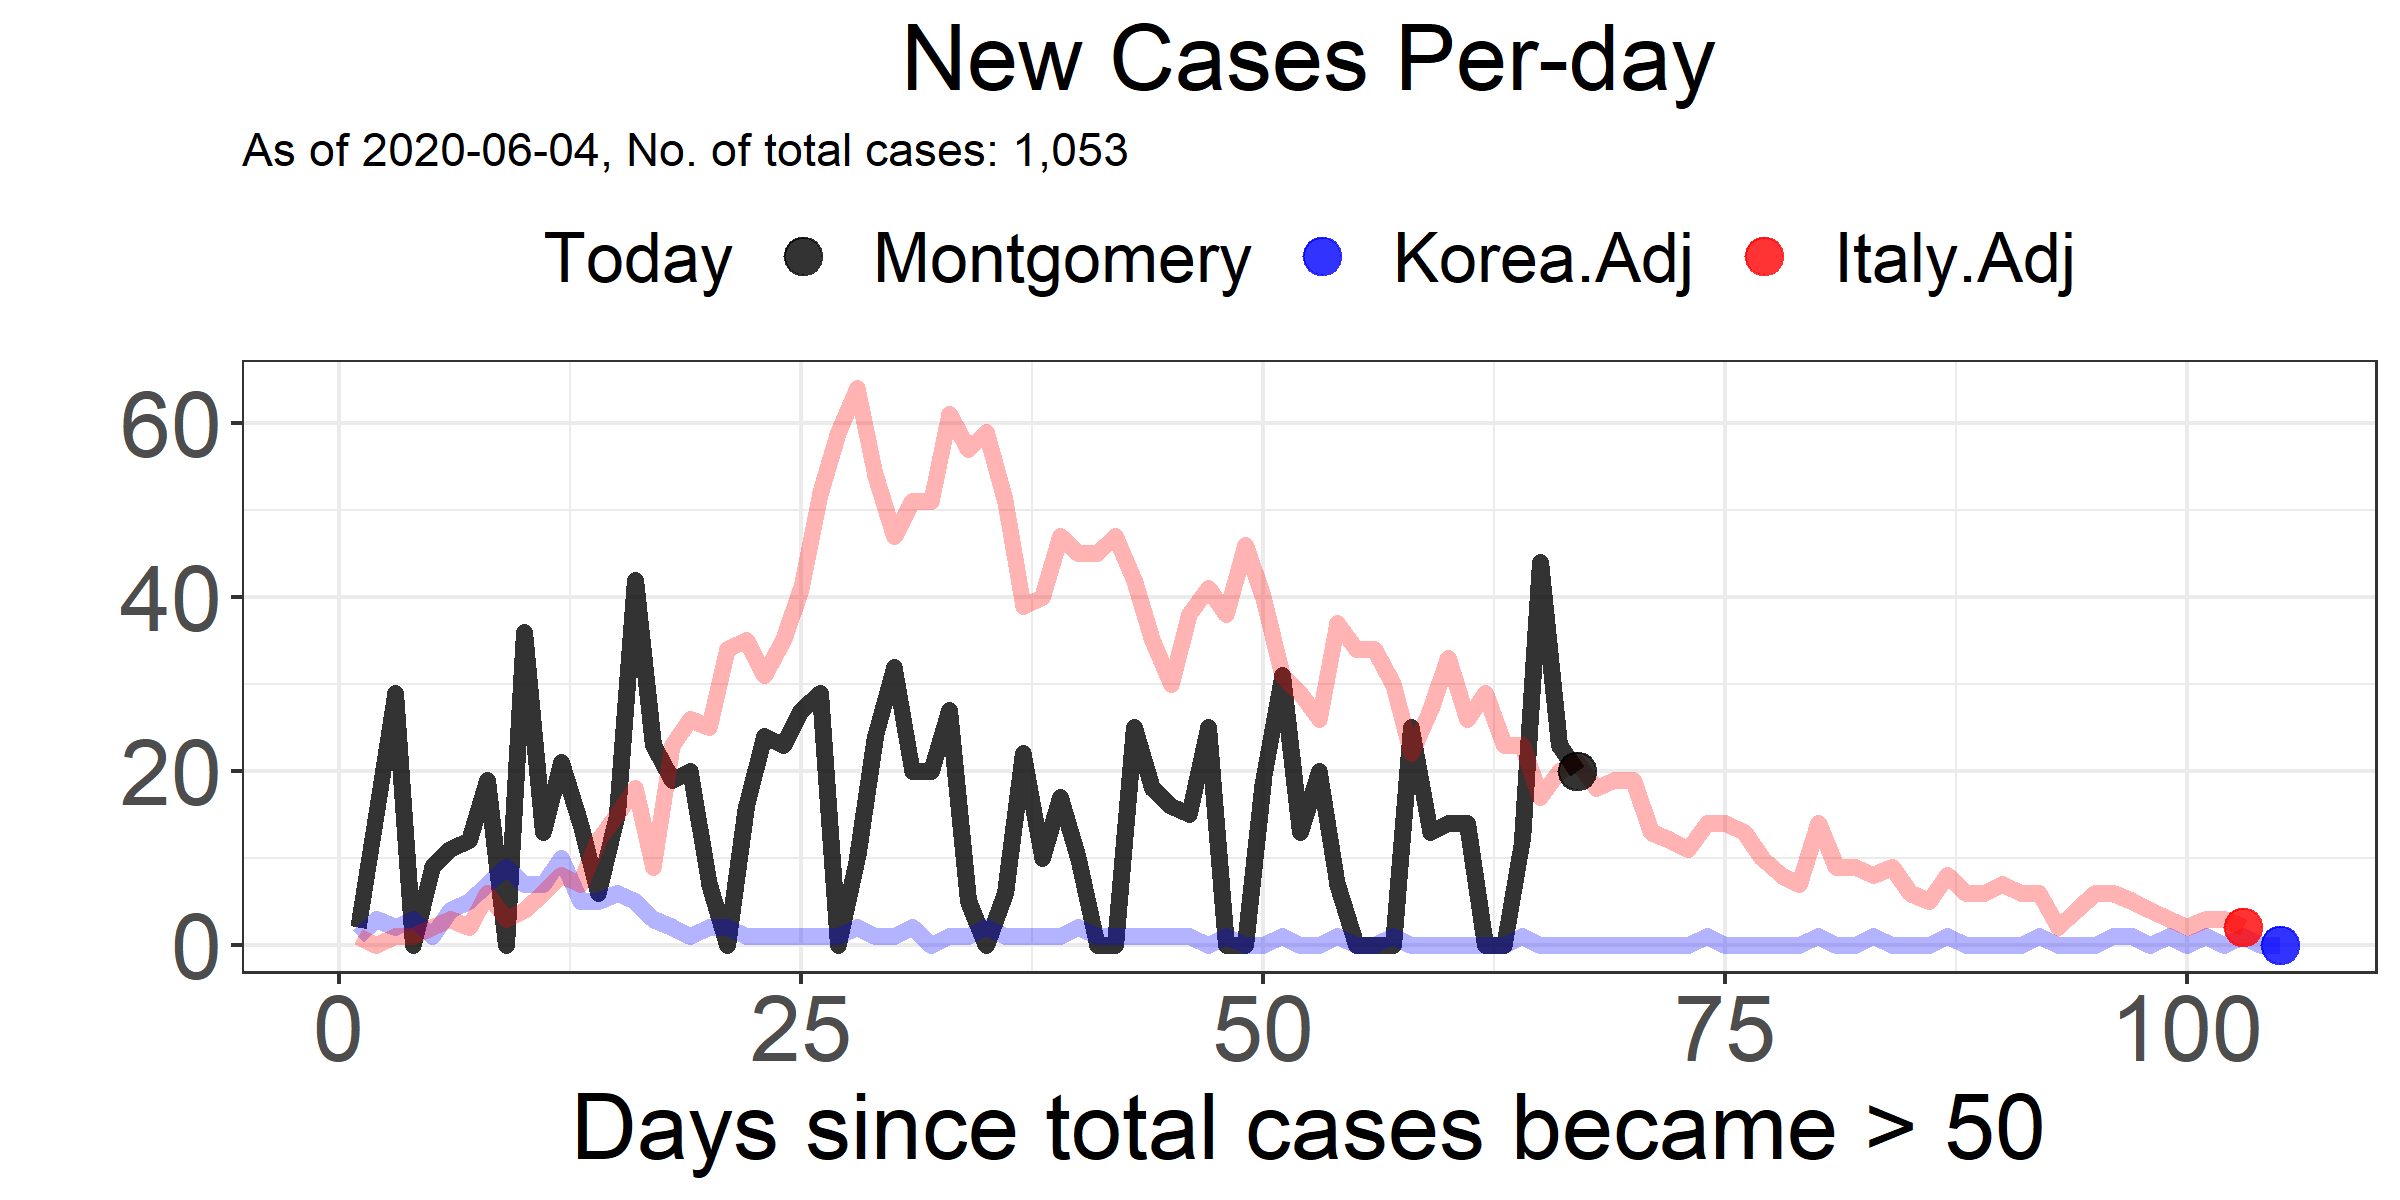 New Cases Per-day
As of 2020-06-04, No. of total cases: 1,053
Today Montgomery Korea.Adj Italy.Adj
60
40
20
0
0 25 50 75 100
Days since total cases became > 50